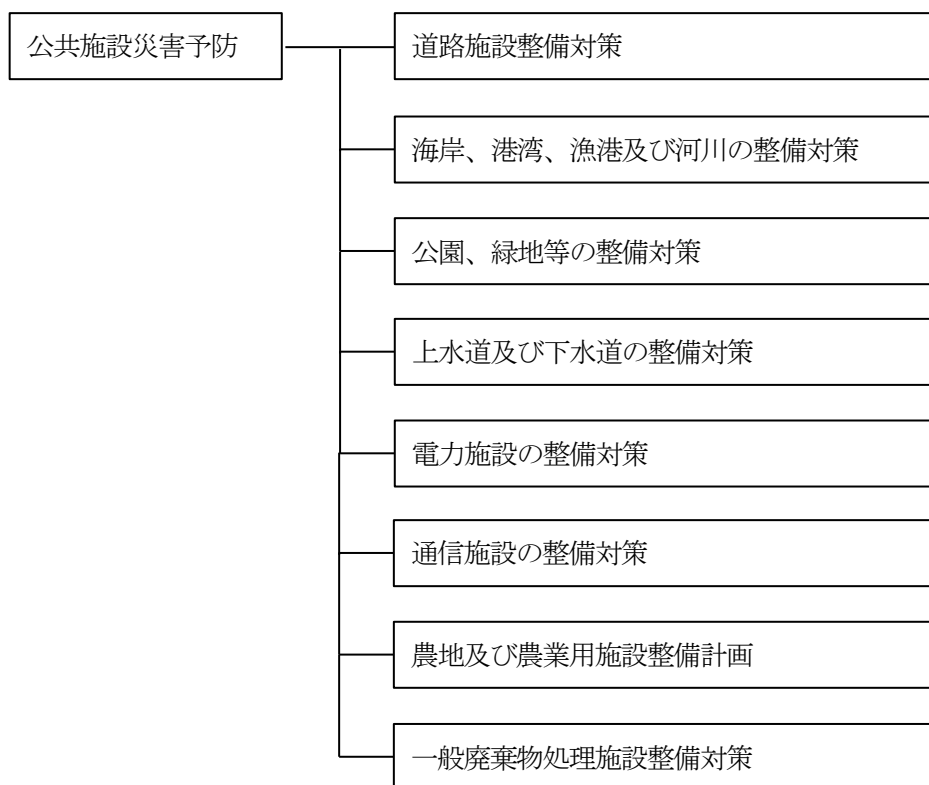 公共施設災害予防
道路施設整備対策
海岸、港湾、漁港及び河川の整備対策
公園、緑地等の整備対策
上水道及び下水道の整備対策
電力施設の整備対策
通信施設の整備対策
農地及び農業用施設整備計画
一般廃棄物処理施設整備対策